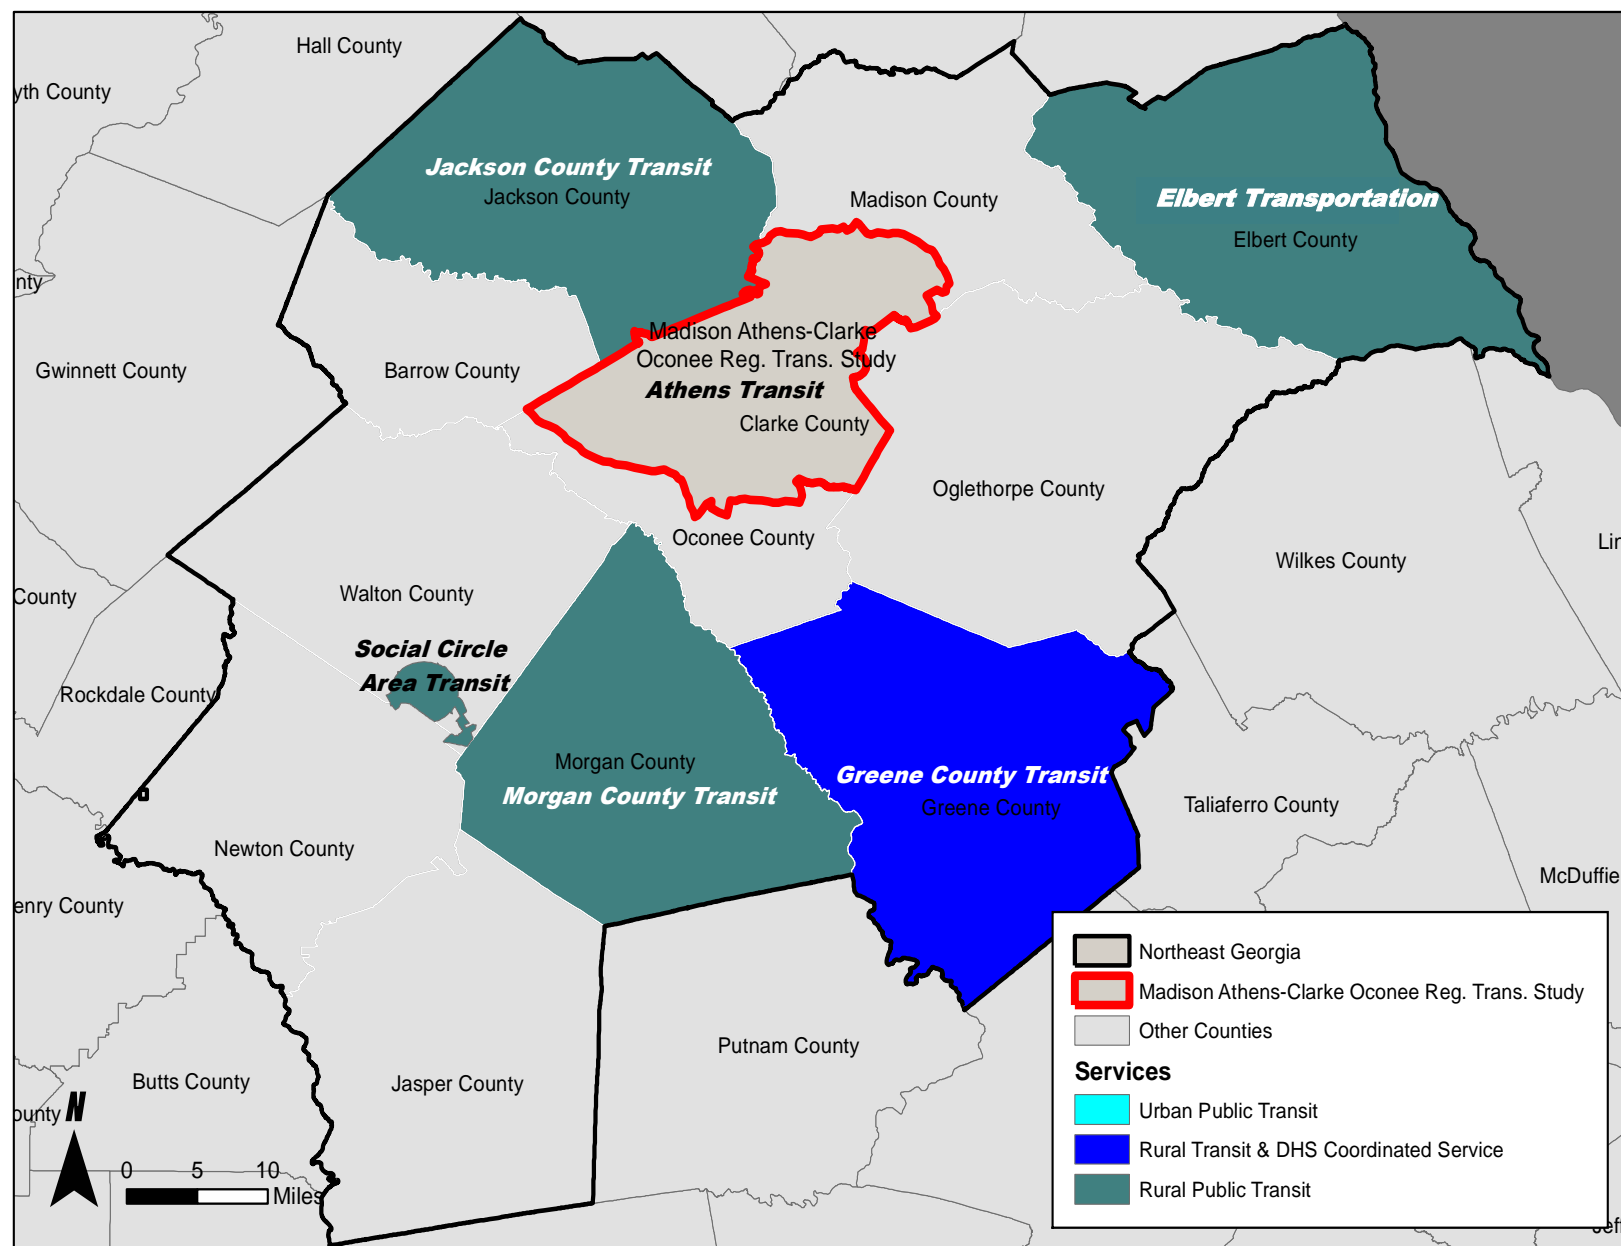 Hall County
yth County
Jackson County Transit
Jackson County
Madison County
Elbert Transportation
Elbert County
nty
Madison Athens-Clarke
Oconee Reg. Trans. Study
Athens Transit
Clarke County
Gwinnett County
Barrow County
Oglethorpe County
Oconee County
Lin
Wilkes County
County
Walton County
Social Circle
Area Transit
Rockdale County
Morgan County
Morgan County Transit
Greene County Transit
Greene County
Taliaferro County
Newton County
McDuffie
enry County
Putnam County
Butts County
Jasper County
ounty
N
0 5 10
Miles
Northeast Georgia
Madison Athens-Clarke Oconee Reg. Trans. Study
Other Counties
Services
Urban Public Transit
Rural Transit & DHS Coordinated Service
Rural Public Transit